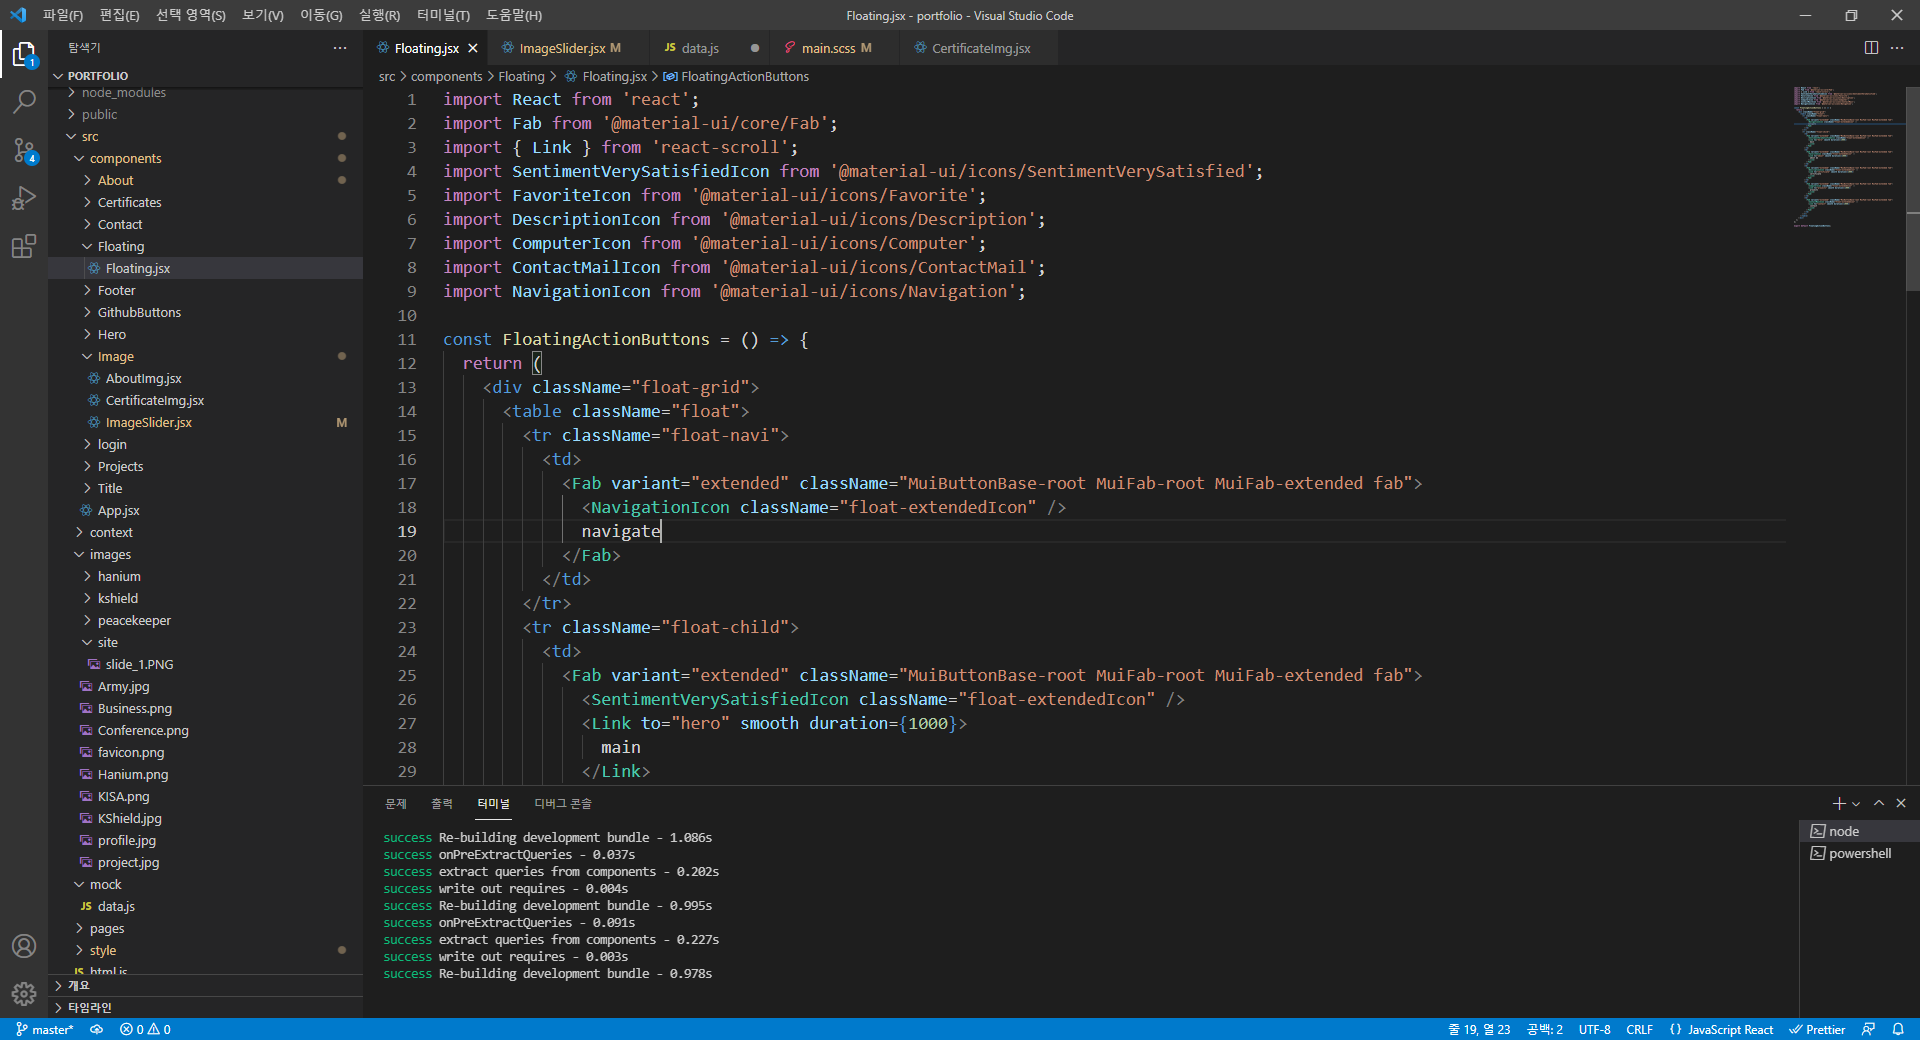 파일(F) 편집(E) 선택 영역(S) 보기(V) 이동(G) 실행(R) 터미널(T) 도움말(H)
Floating.jsx - portfolio - Visual Studio Code
탐색기
PORTFOLIO
node_modules
public
src
components
About
Certificates
Contact
Floating
Floating.jsx
Footer
GithubButtons
Hero
Image
AboutImg.jsx
CertificateImg.jsx
ImageSlider.jsx M
login
Projects
Title
App.jsx
context
images
hanium
kshield
peacekeeper
site
slide_1.PNG
Army.jpg
Business.png
Conference.png
favicon.png
Hanium.png
KISA.png
KShield.jpg
profile.jpg
project.jpg
mock
JS data.js
pages
style
JS html.js
개요
타임라인
1
4
Floating.jsx ImageSlider.jsx M JS data.js main.scss M CertificateImg.jsx
src > components > Floating > Floating.jsx > FloatingActionButtons
1 import React from 'react';
2 import Fab from '@material-ui/core/Fab';
3 import { Link } from 'react-scroll';
4 import SentimentVerySatisfiedIcon from '@material-ui/icons/SentimentVerySatisfied';
5 import FavoriteIcon from '@material-ui/icons/Favorite';
6 import DescriptionIcon from '@material-ui/icons/Description';
7 import ComputerIcon from '@material-ui/icons/Computer';
8 import ContactMailIcon from '@material-ui/icons/ContactMail';
9 import NavigationIcon from '@material-ui/icons/Navigation';
10
11 const FloatingActionButtons = () => {
12 return (
13 <div className="float-grid">
14 <table className="float">
15 <tr className="float-navi">
16 <td>
17 <Fab variant="extended" className="MuiButtonBase-root MuiFab-root MuiFab-extended fab">
18 <NavigationIcon className="float-extendedIcon" />
19 navigate
20 </Fab>
21 </td>
22 </tr>
23 <tr className="float-child">
24 <td>
25 <Fab variant="extended" className="MuiButtonBase-root MuiFab-root MuiFab-extended fab">
26 <SentimentVerySatisfiedIcon className="float-extendedIcon" />
27 <Link to="hero" smooth duration={1000}>
28 main
29 </Link>
문제 출력 터미널 디버그 콘솔
success Re-building development bundle - 1.086s
success onPreExtractQueries - 0.037s
success extract queries from components - 0.202s
success write out requires - 0.004s
success Re-building development bundle - 0.995s
success onPreExtractQueries - 0.091s
success extract queries from components - 0.227s
success write out requires - 0.003s
success Re-building development bundle - 0.978s
node
powershell
master* 0 0 줄 19, 열 23 공백: 2 UTF-8 CRLF {} JavaScript React Prettier